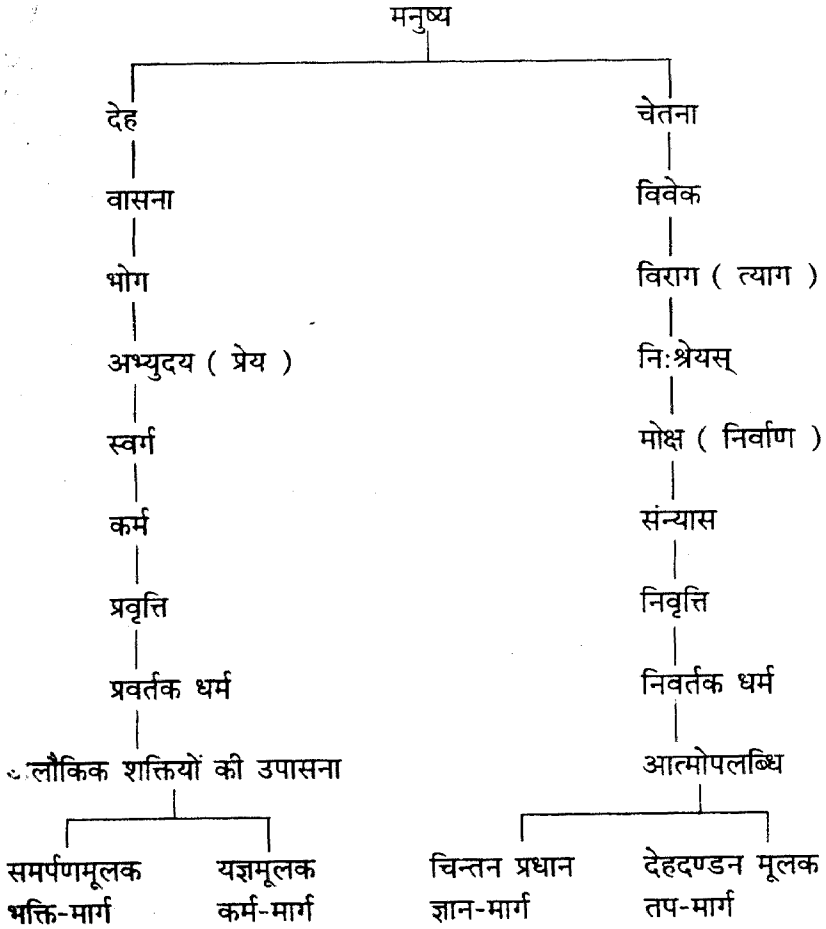 मनुष्य
देह चेतना
वासना विवेक
भोग विराग ( त्याग )
अभ्युदय ( प्रेय ) निःश्रेयस्
स्वर्ग मोक्ष ( निर्वाण )
कर्म संन्यास
प्रवृत्ति निवृत्ति
प्रवर्तक धर्म निवर्तक धर्म
लौकिक शक्तियों की उपासना आत्मोपलब्धि
समर्पणमूलक यज्ञमूलक चिन्तन प्रधान देहदण्डन मूलक
भक्ति-मार्ग कर्म-मार्ग ज्ञान-मार्ग तप-मार्ग